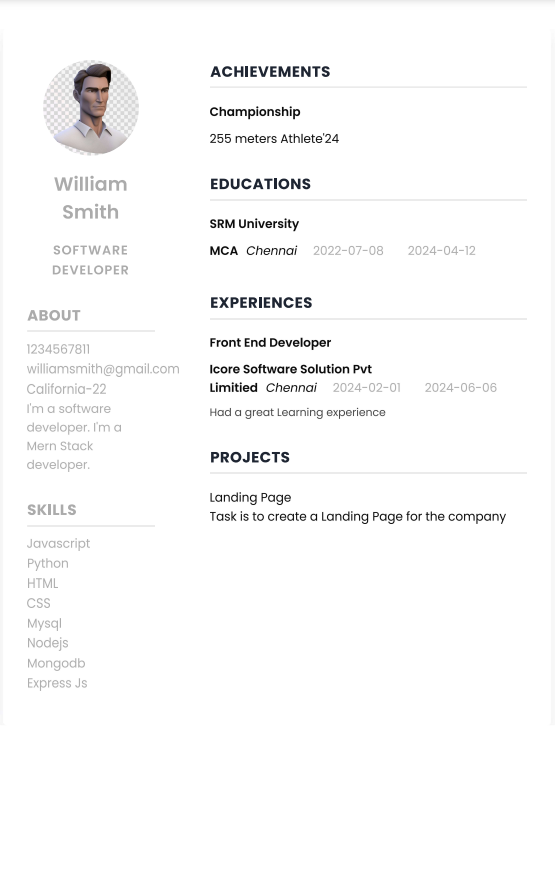 William
Smith
SOFTWARE
DEVELOPER
ABOUT
1234567811
williamsmith@gmail.com
California-22
I'm a software
developer. I'm a
Mern Stack
developer.
SKILLS
Javascript
Python
HTML
CSS
Mysql
Nodejs
Mongodb
Express Js
ACHIEVEMENTS
Championship
255 meters Athlete'24
EDUCATIONS
SRM University
MCA Chennai 2022-07-08 2024-04-12
EXPERIENCES
Front End Developer
Icore Software Solution Pvt
Limitied Chennai 2024-02-01 2024-06-06
Had a great Learning experience
PROJECTS
Landing Page
Task is to create a Landing Page for the company